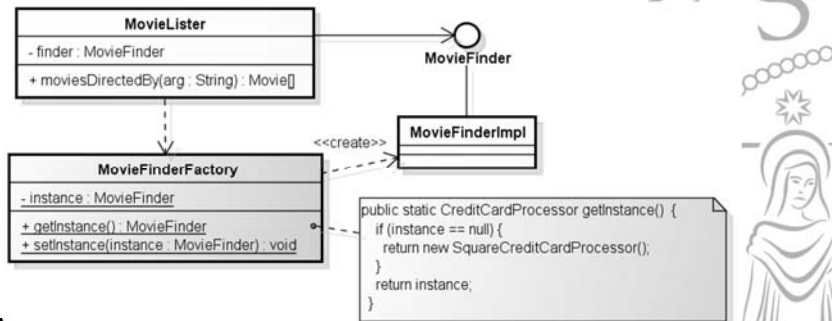 MovieLister
- finder : MovieFinder
+ moviesDirectedBy(arg : String) : Movie[]
MovieFinder
MovieFinderImpl
<<create>>
MovieFinderFactory
- instance : MovieFinder
+ getInstance() : MovieFinder
+ setInstance(instance : MovieFinder) : void
public static CreditCardProcessor getInstance() {
if (instance == null) {
return new SquareCreditCardProcessor();
}
return instance;
}